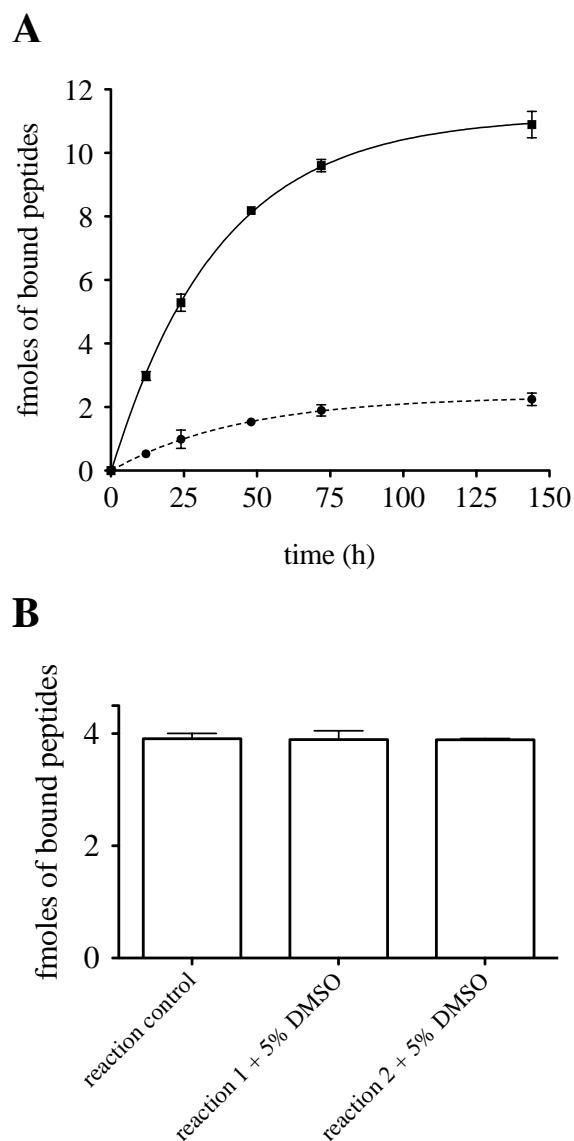 A
fmoles of bound peptides
12
10
8
6
4
2
0
0
25
50
75
100
125
150
time (h)
B
fmoles of bound peptides
4
2
0
reaction control
reaction 1 + 5% DMSO
reaction 2 + 5% DMSO